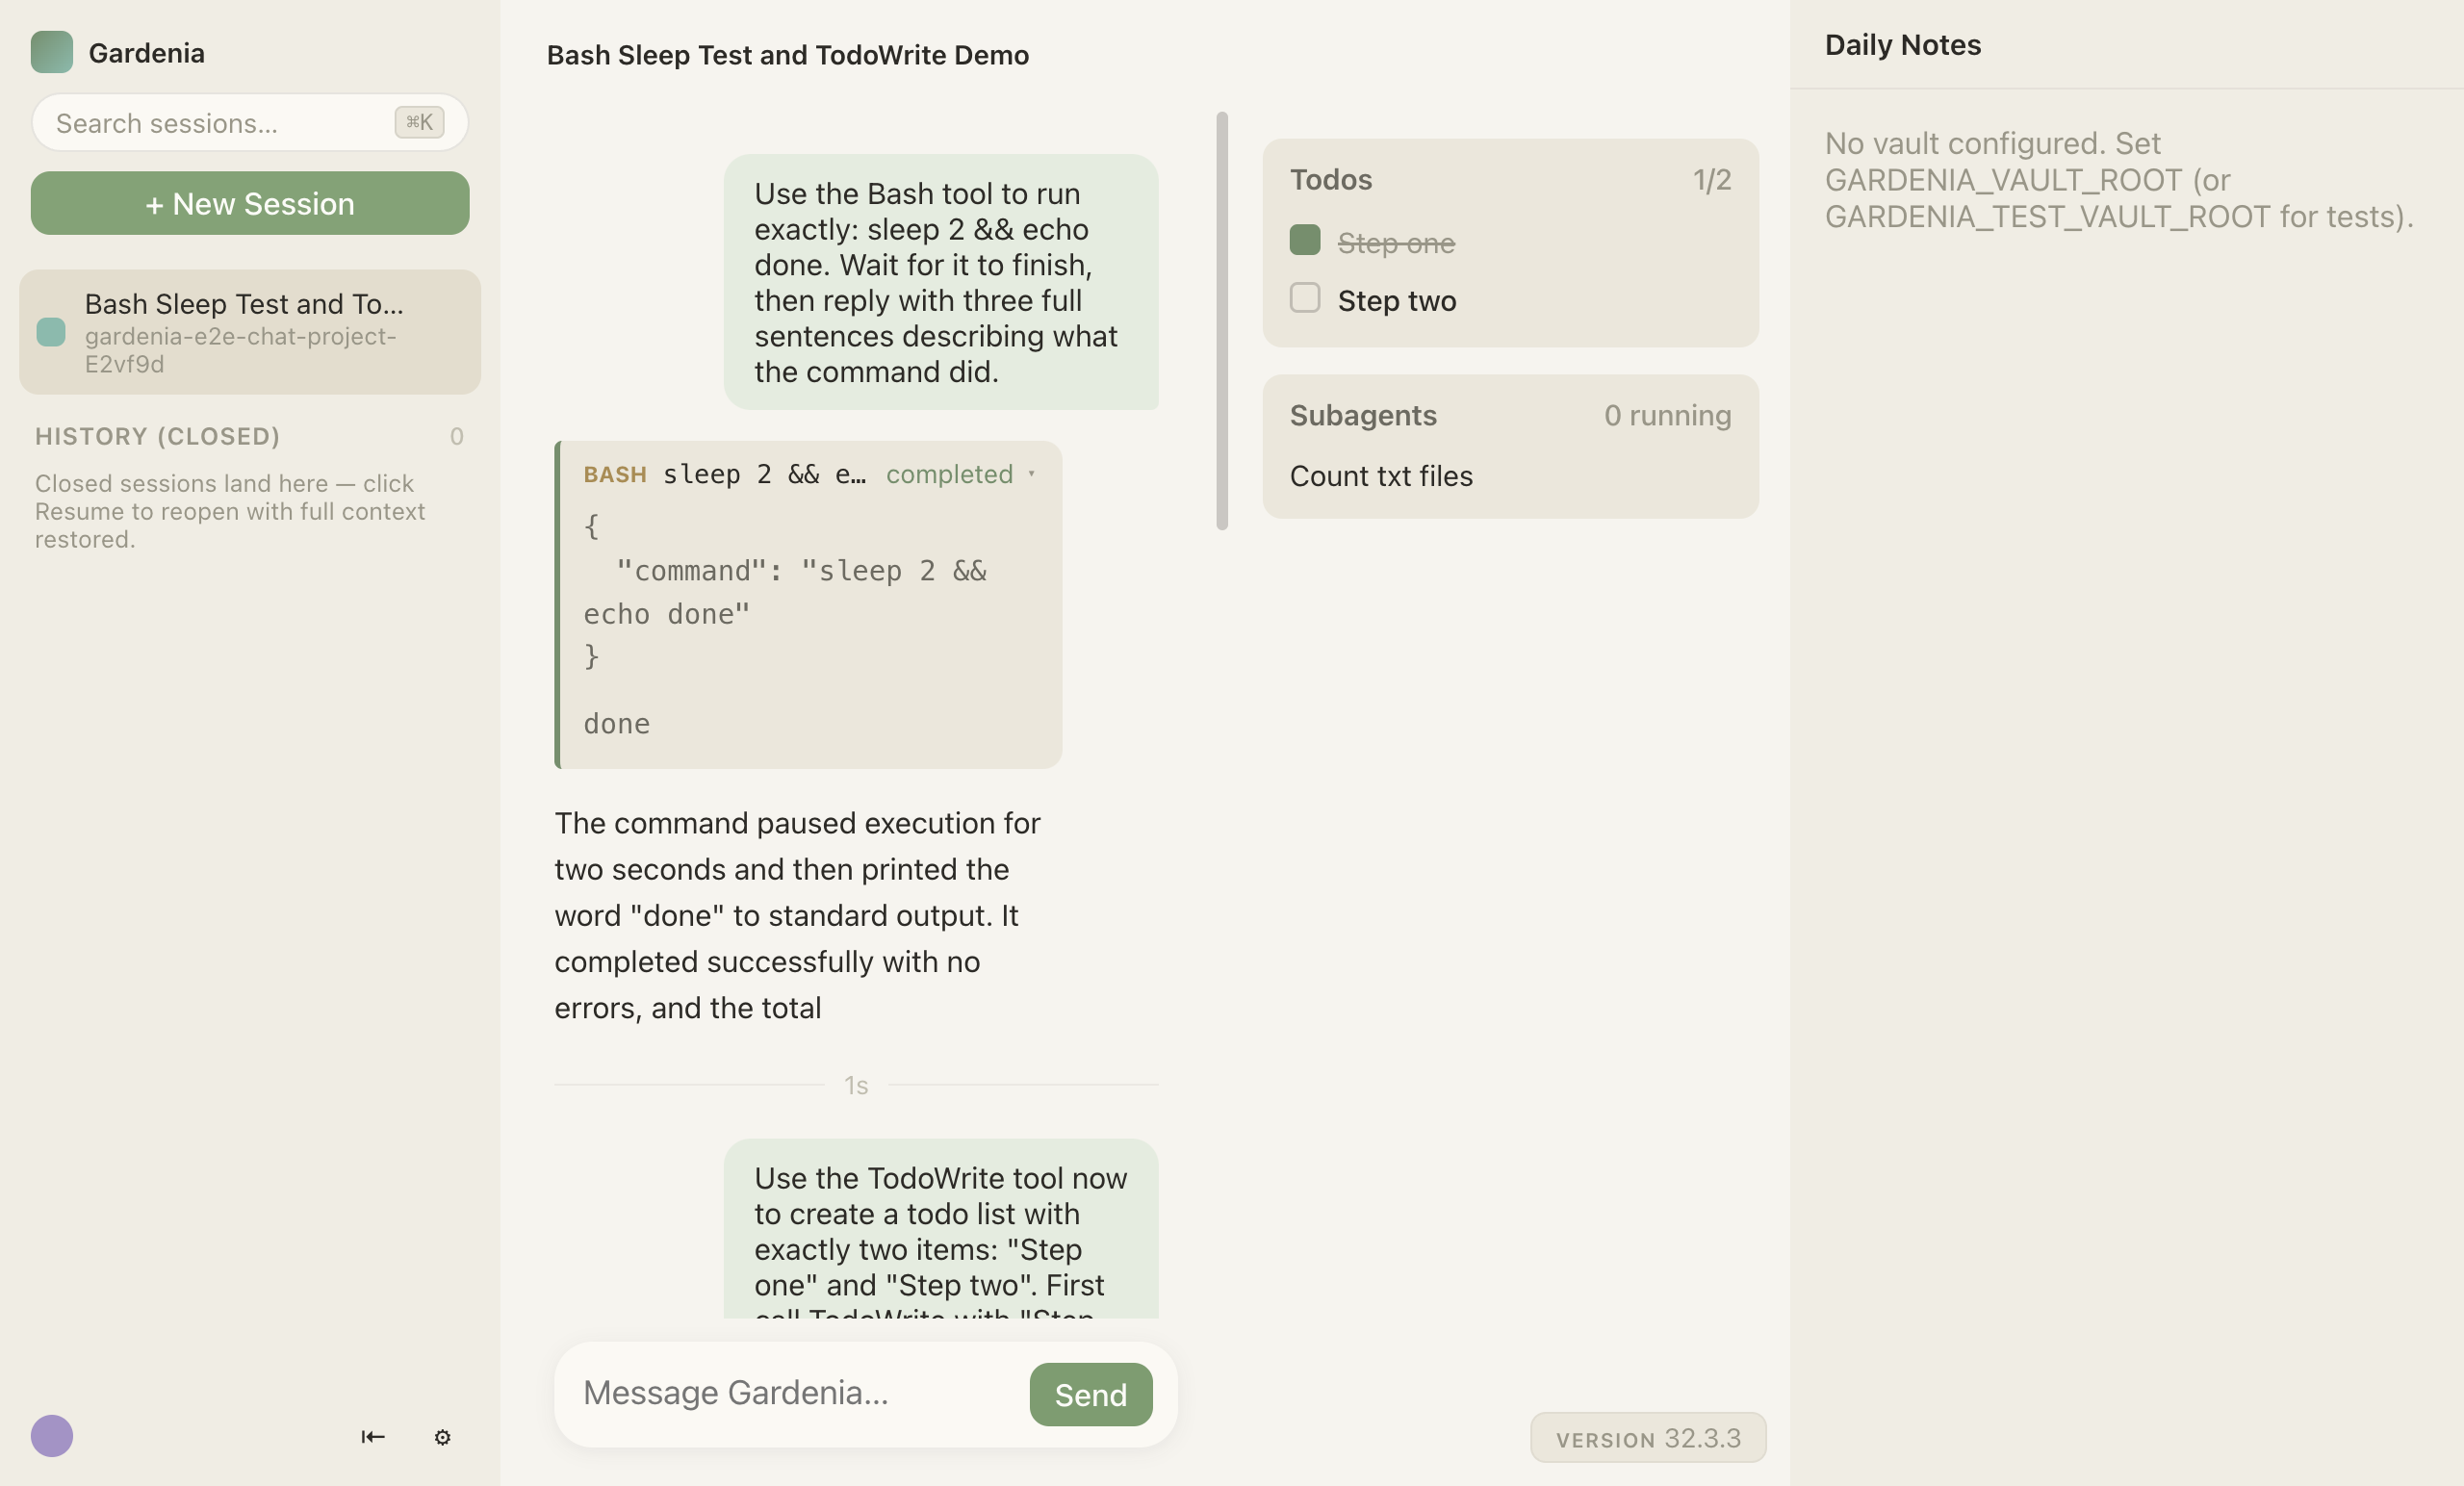 Gardenia
Search sessions...
⌘K
+ New Session
Bash Sleep Test and To...
gardenia-e2e-chat-project-
E2vf9d
HISTORY (CLOSED) 0
Closed sessions land here — click
Resume to reopen with full context
restored.
Bash Sleep Test and TodoWrite Demo
Use the Bash tool to run
exactly: sleep 2 && echo
done. Wait for it to finish,
then reply with three full
sentences describing what
the command did.
BASH sleep 2 && e… completed ▾
{
  "command": "sleep 2 &&
echo done"
}
done
The command paused execution for
two seconds and then printed the
word "done" to standard output. It
completed successfully with no
errors, and the total
1s
Use the TodoWrite tool now
to create a todo list with
exactly two items: "Step
one" and "Step two". First
call TodoWrite with "Step
Message Gardenia...
Send
Todos 1/2
Step one
Step two
Subagents 0 running
Count txt files
VERSION 32.3.3
Daily Notes
No vault configured. Set
GARDENIA_VAULT_ROOT (or
GARDENIA_TEST_VAULT_ROOT for tests).